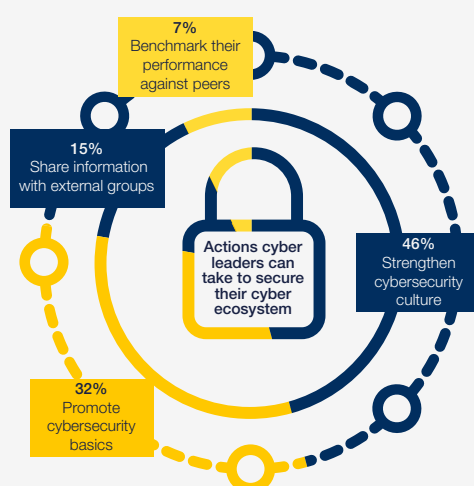 7%
Benchmark their
performance
against peers
15%
Share information
with external groups
Actions cyber
leaders can
take to secure
their cyber
ecosystem
46%
Strengthen
cybersecurity
culture
32%
Promote
cybersecurity
basics